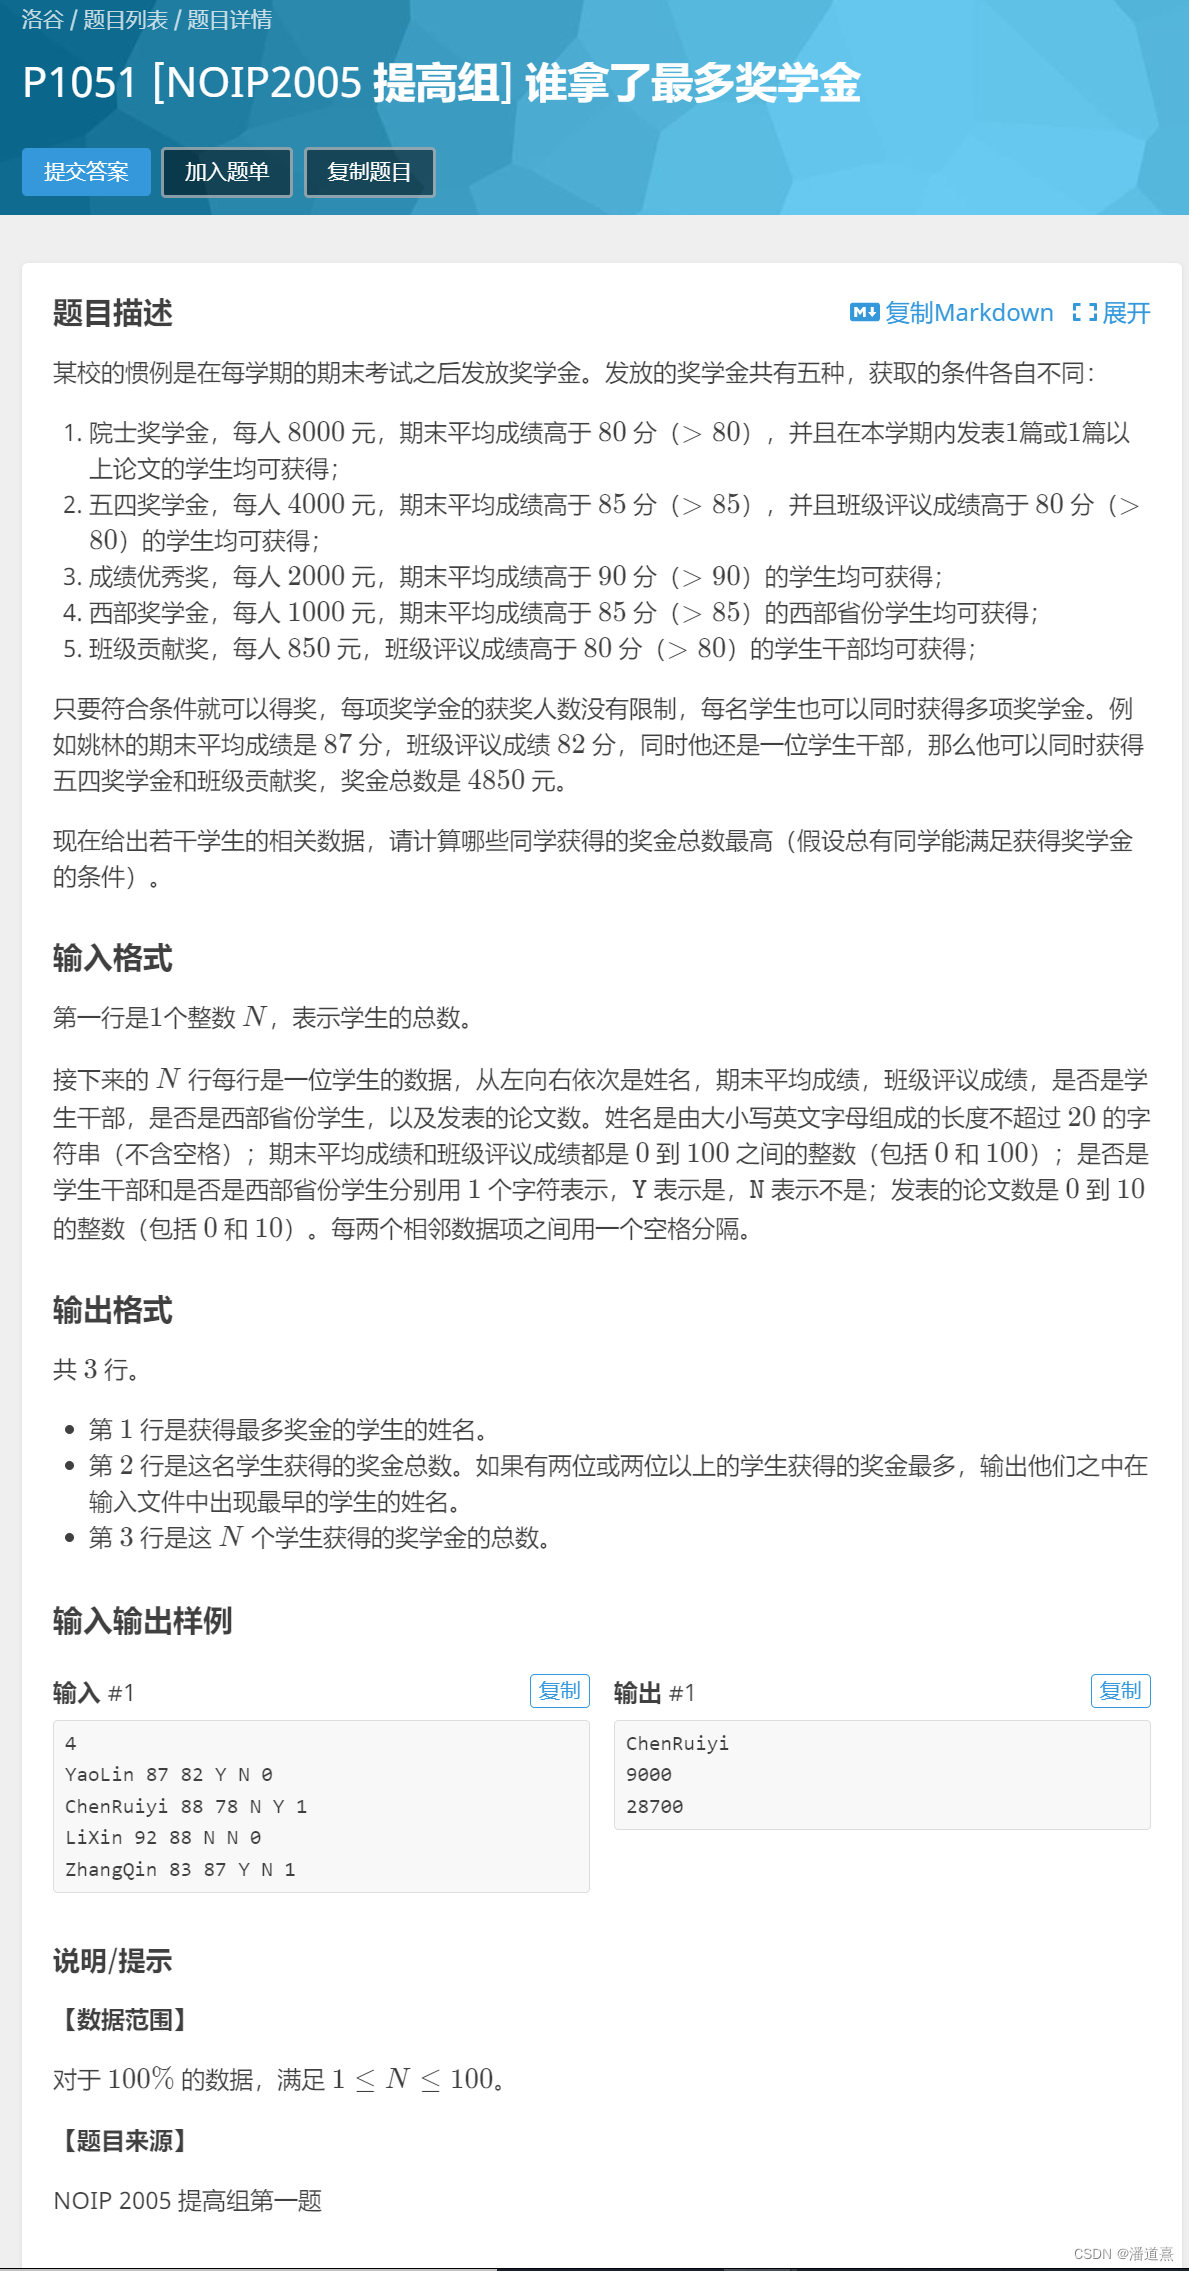 洛谷 / 题目列表 / 题目详情
P1051 [NOIP2005 提高组] 谁拿了最多奖学金
提交答案 加入题单 复制题目
题目描述 复制Markdown 展开
某校的惯例是在每学期的期末考试之后发放奖学金。发放的奖学金共有五种，获取的条件各自不同：
1. 院士奖学金，每人 8000 元，期末平均成绩高于 80 分（> 80），并且在本学期内发表1篇或1篇以
上论文的学生均可获得；
2. 五四奖学金，每人 4000 元，期末平均成绩高于 85 分（> 85），并且班级评议成绩高于 80 分（>
80）的学生均可获得；
3. 成绩优秀奖，每人 2000 元，期末平均成绩高于 90 分（> 90）的学生均可获得；
4. 西部奖学金，每人 1000 元，期末平均成绩高于 85 分（> 85）的西部省份学生均可获得；
5. 班级贡献奖，每人 850 元，班级评议成绩高于 80 分（> 80）的学生干部均可获得；
只要符合条件就可以得奖，每项奖学金的获奖人数没有限制，每名学生也可以同时获得多项奖学金。例
如姚林的期末平均成绩是 87 分，班级评议成绩 82 分，同时他还是一位学生干部，那么他可以同时获得
五四奖学金和班级贡献奖，奖金总数是 4850 元。
现在给出若干学生的相关数据，请计算哪些同学获得的奖金总数最高（假设总有同学能满足获得奖学金
的条件）。
输入格式
第一行是1个整数 N，表示学生的总数。
接下来的 N 行每行是一位学生的数据，从左向右依次是姓名，期末平均成绩，班级评议成绩，是否是学
生干部，是否是西部省份学生，以及发表的论文数。姓名是由大小写英文字母组成的长度不超过 20 的字
符串（不含空格）；期末平均成绩和班级评议成绩都是 0 到 100 之间的整数（包括 0 和 100）；是否是
学生干部和是否是西部省份学生分别用 1 个字符表示，Y 表示是，N 表示不是；发表的论文数是 0 到 10
的整数（包括 0 和 10）。每两个相邻数据项之间用一个空格分隔。
输出格式
共 3 行。
• 第 1 行是获得最多奖金的学生的姓名。
• 第 2 行是这名学生获得的奖金总数。如果有两位或两位以上的学生获得的奖金最多，输出他们之中在
输入文件中出现最早的学生的姓名。
• 第 3 行是这 N 个学生获得的奖学金的总数。
输入输出样例
输入 #1 复制 输出 #1 复制
4
YaoLin 87 82 Y N 0
ChenRuiyi 88 78 N Y 1
LiXin 92 88 N N 0
ZhangQin 83 87 Y N 1
ChenRuiyi
9000
28700
说明/提示
【数据范围】
对于 100% 的数据，满足 1 ≤ N ≤ 100。
【题目来源】
NOIP 2005 提高组第一题
CSDN @潘道熹